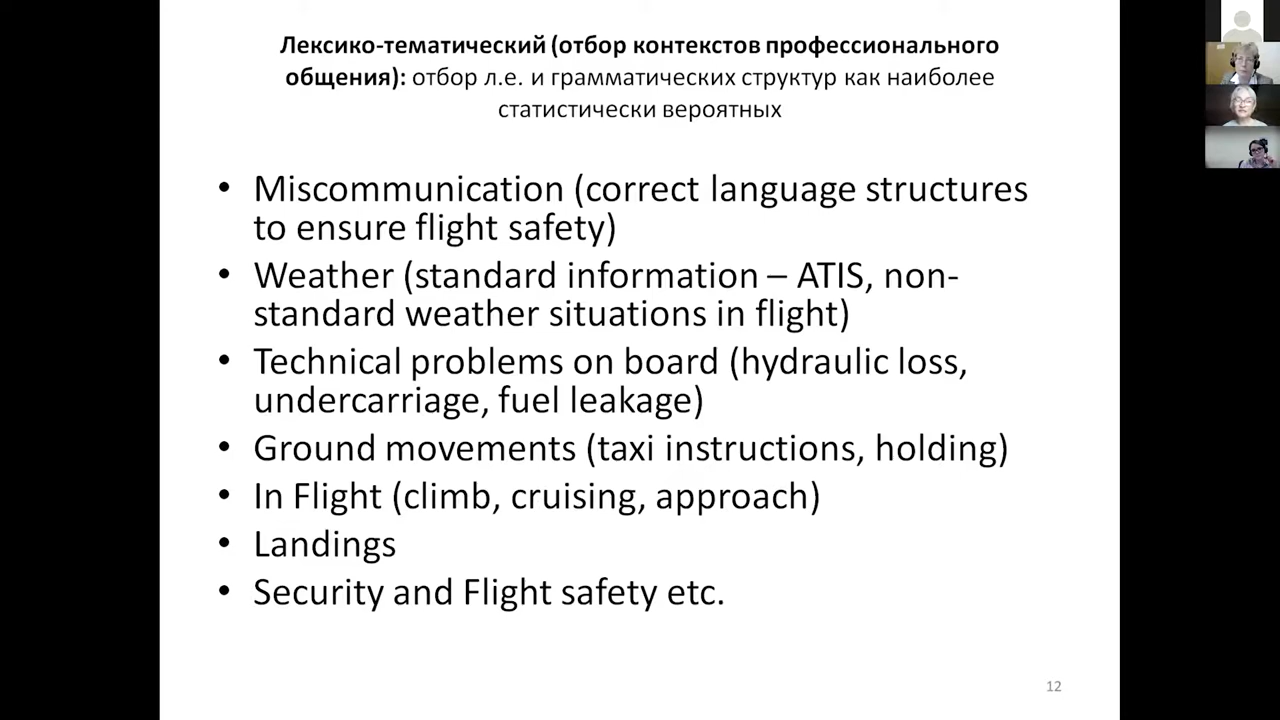 Лексико-тематический (отбор контекстов профессионального
общения): отбор л.е. и грамматических структур как наиболее
статистически вероятных
• Miscommunication (correct language structures
to ensure flight safety)
• Weather (standard information – ATIS, non-
standard weather situations in flight)
• Technical problems on board (hydraulic loss,
undercarriage, fuel leakage)
• Ground movements (taxi instructions, holding)
• In Flight (climb, cruising, approach)
• Landings
• Security and Flight safety etc.
12